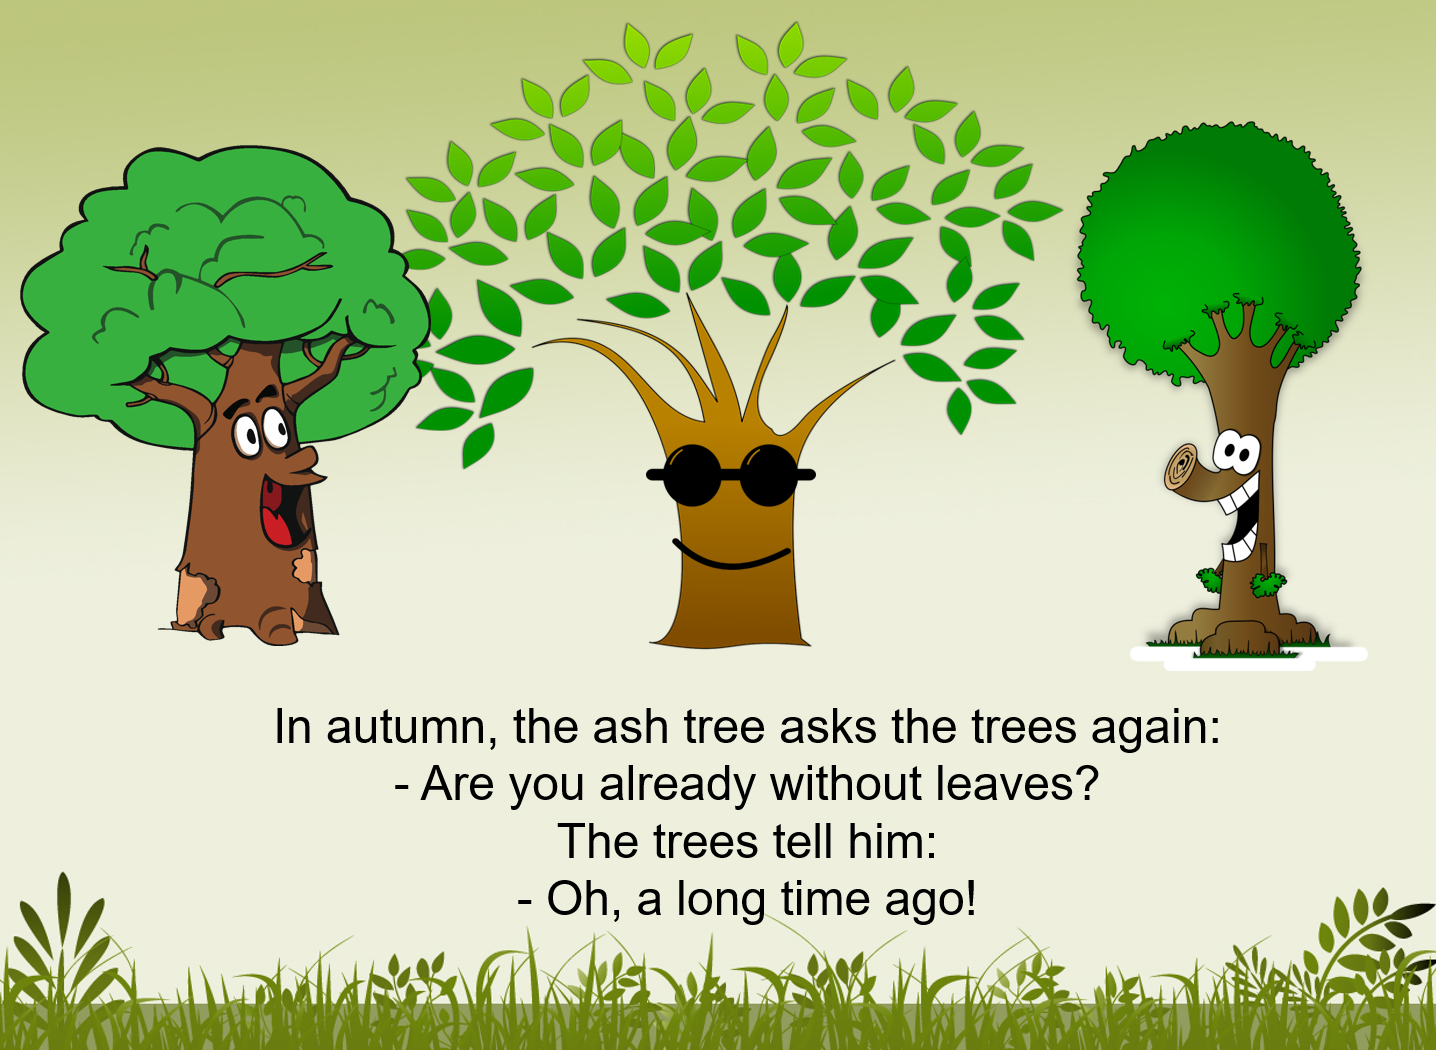 In autumn, the ash tree asks the trees again:
- Are you already without leaves?
The trees tell him:
- Oh, a long time ago!